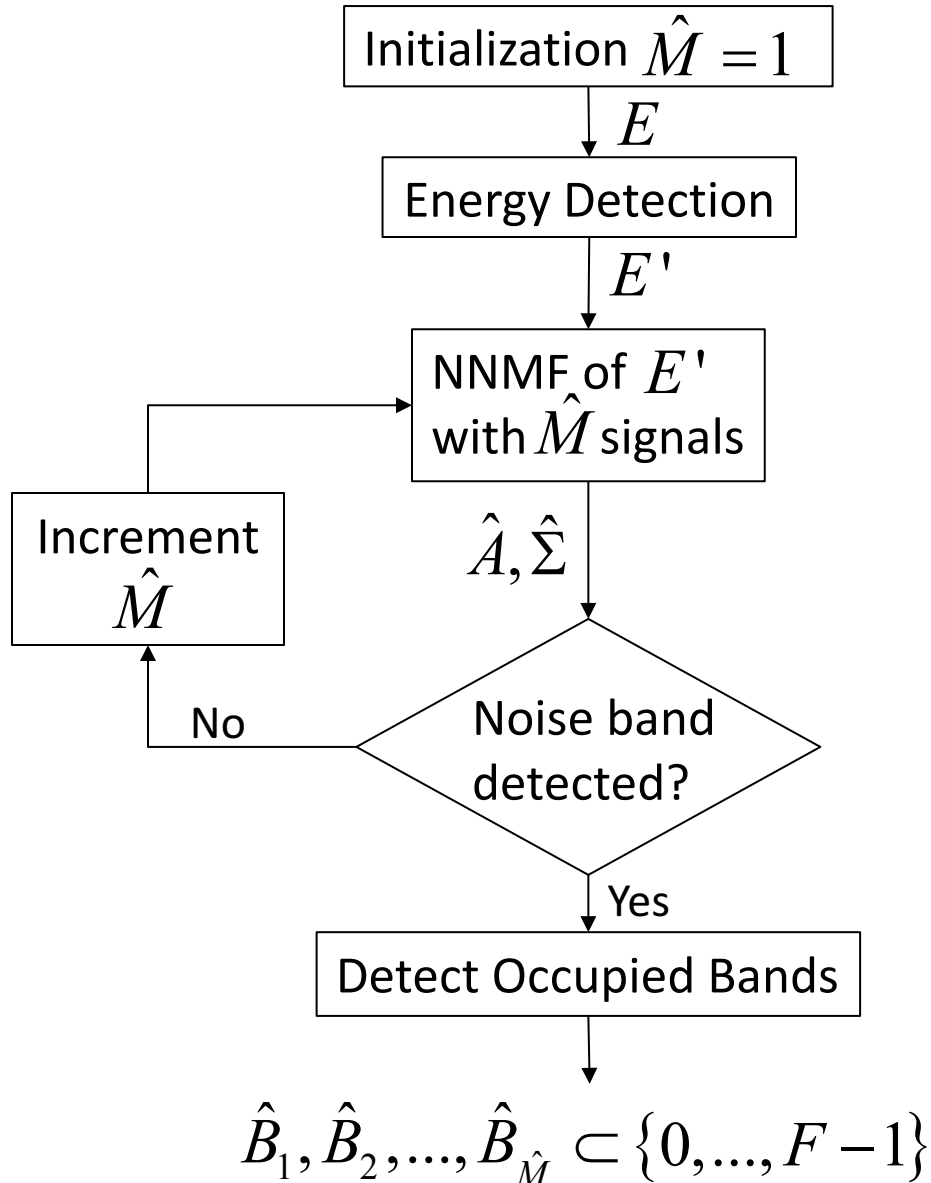 Initialization M̂ = 1
E
Energy Detection
E'
NNMF of E'
with M̂ signals
Â, Σ̂
Increment
M̂
No
Noise band
detected?
Yes
Detect Occupied Bands
B̂₁, B̂₂,..., B̂_M̂ ⊂ {0,..., F − 1}